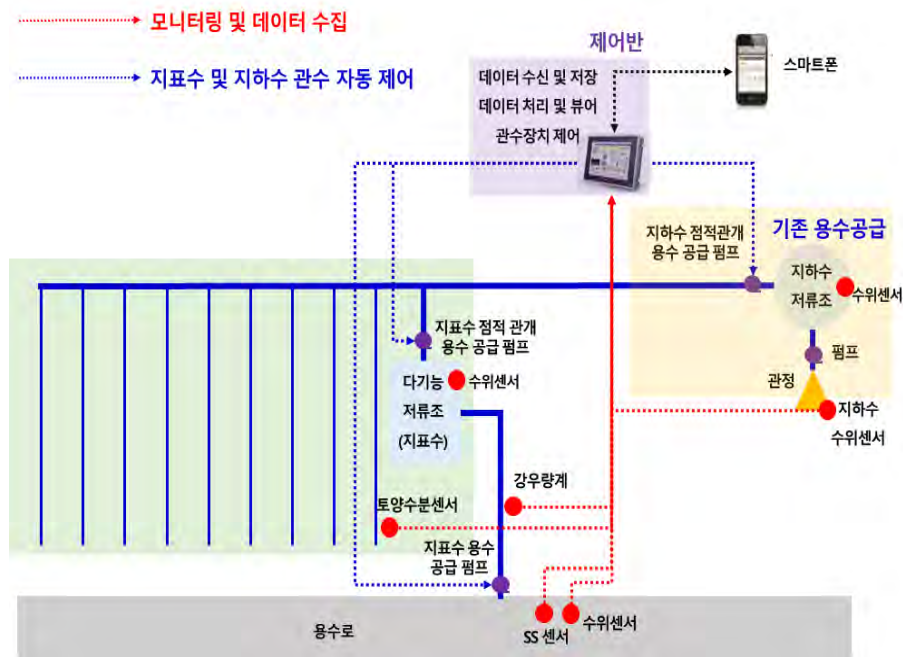 모니터링 및 데이터 수집
지표수 및 지하수 관수 자동 제어
제어반
데이터 수신 및 저장
데이터 처리 및 뷰어
관수장치 제어
스마트폰
기존 용수공급
지하수 점적관개
용수 공급 펌프
지하수
저류조
수위센서
펌프
관정
지하수
수위센서
지표수 점적 관개
용수 공급 펌프
다기능
저류조
(지표수)
수위센서
강우량계
토양수분센서
지표수 용수
공급 펌프
용수로
SS 센서
수위센서